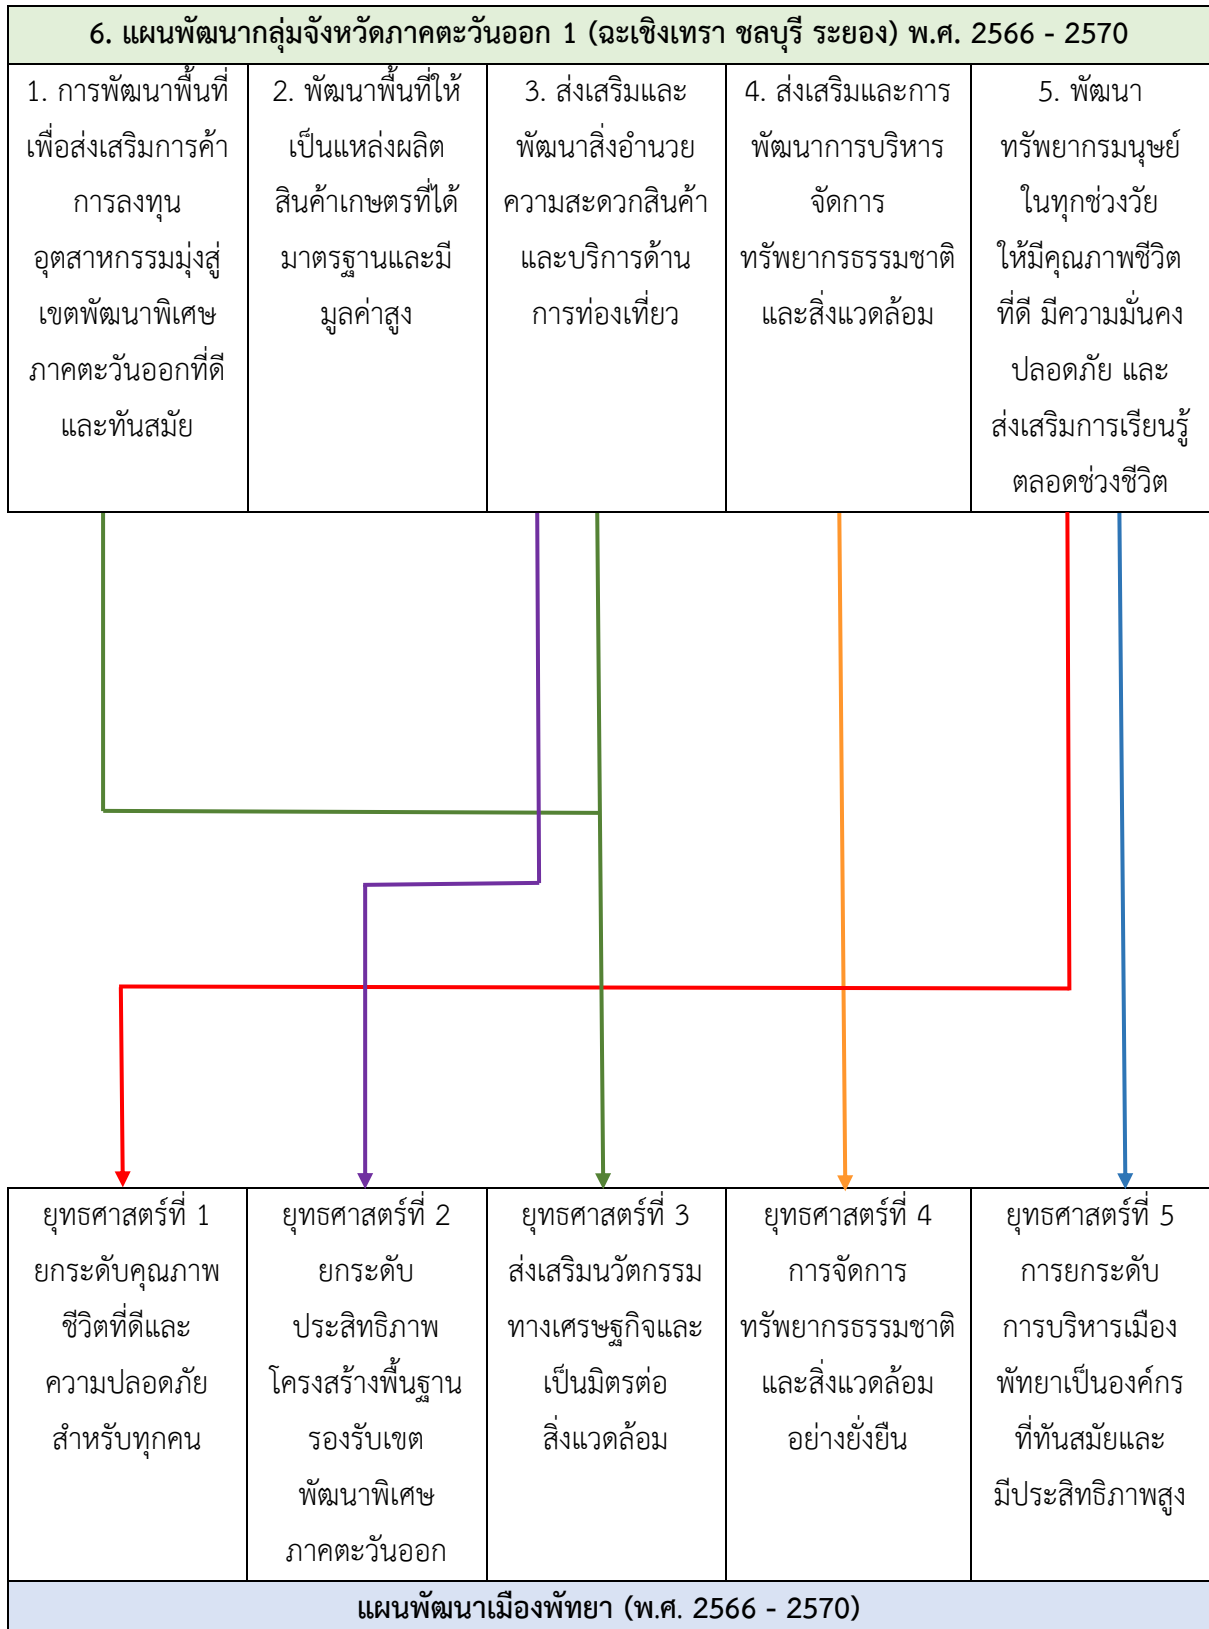 6. แผนพัฒนากลุ่มจังหวัดภาคตะวันออก 1 (ฉะเชิงเทรา ชลบุรี ระยอง) พ.ศ. 2566 - 2570
1. การพัฒนาพื้นที่
เพื่อส่งเสริมการค้า
การลงทุน
อุตสาหกรรมมุ่งสู่
เขตพัฒนาพิเศษ
ภาคตะวันออกที่ดี
และทันสมัย
2. พัฒนาพื้นที่ให้
เป็นแหล่งผลิต
สินค้าเกษตรที่ได้
มาตรฐานและมี
มูลค่าสูง
3. ส่งเสริมและ
พัฒนาสิ่งอำนวย
ความสะดวกสินค้า
และบริการด้าน
การท่องเที่ยว
4. ส่งเสริมและการ
พัฒนาการบริหาร
จัดการ
ทรัพยากรธรรมชาติ
และสิ่งแวดล้อม
5. พัฒนา
ทรัพยากรมนุษย์
ในทุกช่วงวัย
ให้มีคุณภาพชีวิต
ที่ดี มีความมั่นคง
ปลอดภัย และ
ส่งเสริมการเรียนรู้
ตลอดช่วงชีวิต
ยุทธศาสตร์ที่ 1
ยกระดับคุณภาพ
ชีวิตที่ดีและ
ความปลอดภัย
สำหรับทุกคน
ยุทธศาสตร์ที่ 2
ยกระดับ
ประสิทธิภาพ
โครงสร้างพื้นฐาน
รองรับเขต
พัฒนาพิเศษ
ภาคตะวันออก
ยุทธศาสตร์ที่ 3
ส่งเสริมนวัตกรรม
ทางเศรษฐกิจและ
เป็นมิตรต่อ
สิ่งแวดล้อม
ยุทธศาสตร์ที่ 4
การจัดการ
ทรัพยากรธรรมชาติ
และสิ่งแวดล้อม
อย่างยั่งยืน
ยุทธศาสตร์ที่ 5
การยกระดับ
การบริหารเมือง
พัทยาเป็นองค์กร
ที่ทันสมัยและ
มีประสิทธิภาพสูง
แผนพัฒนาเมืองพัทยา (พ.ศ. 2566 - 2570)